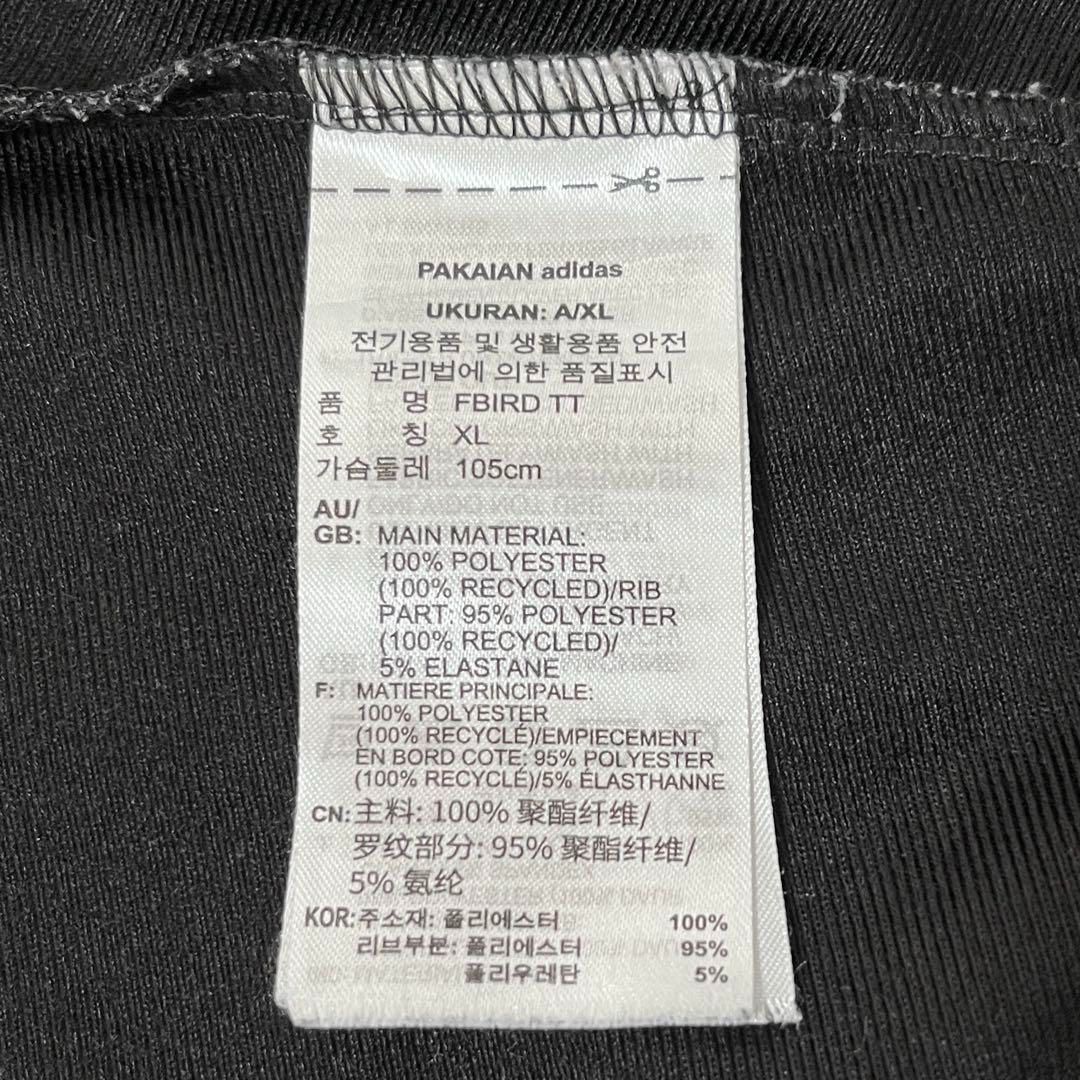 PAKAIAN adidas
UKURAN: A/XL
전기용품 및 생활용품 안전
관리법에 의한 품질표시
품 명 FBIRD TT
호 칭 XL
가슴둘레 105cm
AU/
GB: MAIN MATERIAL:
100% POLYESTER
(100% RECYCLED)/RIB
PART: 95% POLYESTER
(100% RECYCLED)/
5% ELASTANE
F: MATIERE PRINCIPALE:
100% POLYESTER
(100% RECYCLÉ)/EMPIECEMENT
EN BORD COTE: 95% POLYESTER
(100% RECYCLÉ)/5% ÉLASTHANNE
CN: 主料: 100% 聚酯纤维/
罗纹部分: 95% 聚酯纤维/
5% 氨纶
KOR: 주소재: 폴리에스터 100%
리브부분: 폴리에스터 95%
폴리우레탄 5%